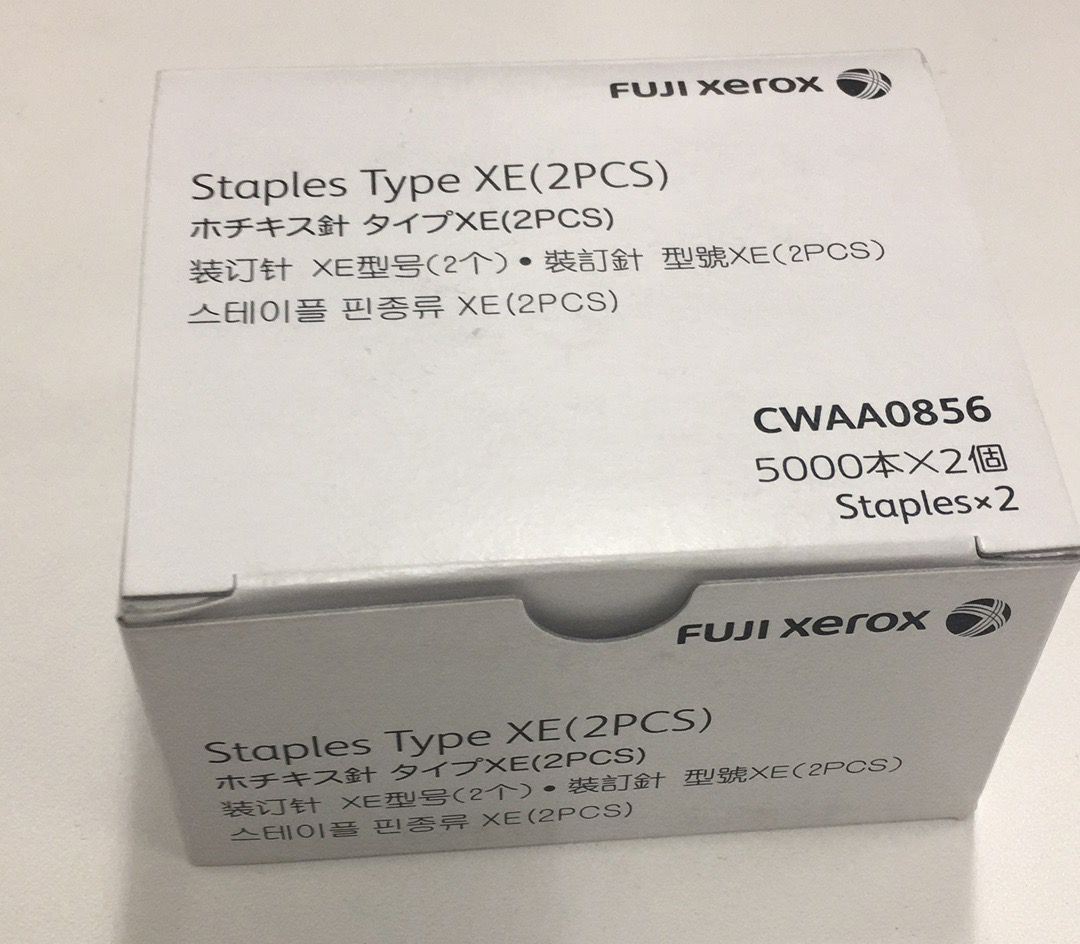 FUJI xerox
Staples Type XE(2PCS)
ホチキス針 タイプXE(2PCS)
装订针 XE型号(2个)•裝訂針 型號XE(2PCS)
스테이플 핀종류 XE(2PCS)
CWAA0856
5000本×2個
Staples×2
FUJI xerox
Staples Type XE(2PCS)
ホチキス針 タイプXE(2PCS)
装订针 XE型号(2个)•裝訂針 型號XE(2PCS)
스테이플 핀종류 XE(2PCS)